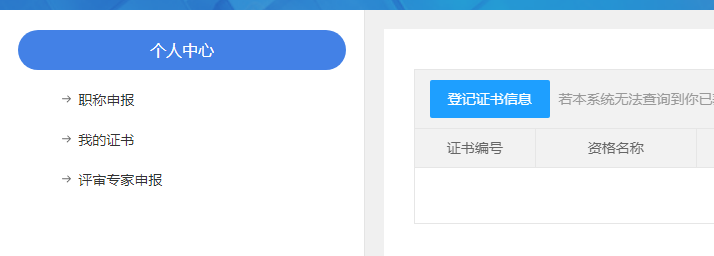 个人中心
职称申报
我的证书
评审专家申报
登记证书信息 若本系统无法查询到你已
证书编号 资格名称